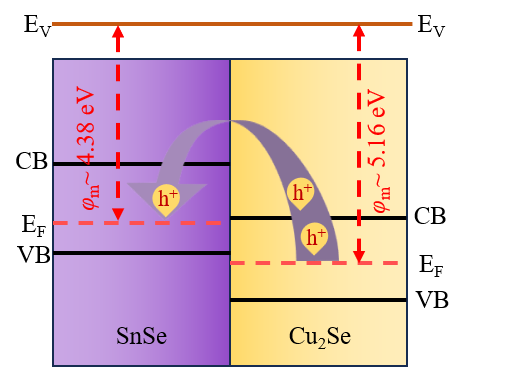 E_V
E_V
φ_m~ 4.38 eV
φ_m~ 5.16 eV
CB
h⁺
h⁺
CB
E_F
h⁺
VB
E_F
VB
SnSe
Cu₂Se